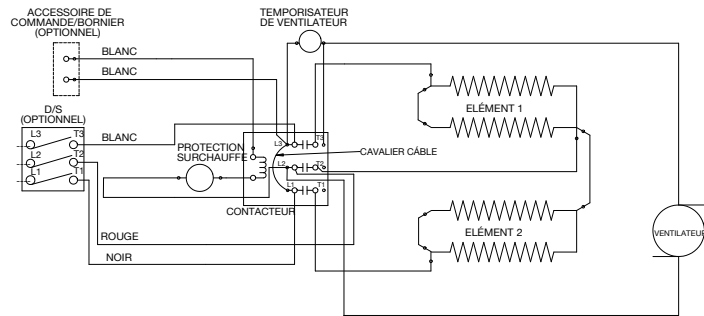 ACCESSOIRE DE
COMMANDE/BORNIER
(OPTIONNEL)
TEMPORISATEUR
DE VENTILATEUR
BLANC
BLANC
D/S
(OPTIONNEL)
L3 T3
L2 T2
L1 T1
BLANC
PROTECTION
SURCHAUFFE
L3 T3
L2 T2
L1 T1
CAVALIER CÁBLE
CONTACTEUR
ROUGE
NOIR
ELÉMENT 1
ELÉMENT 2
VENTILATEUR